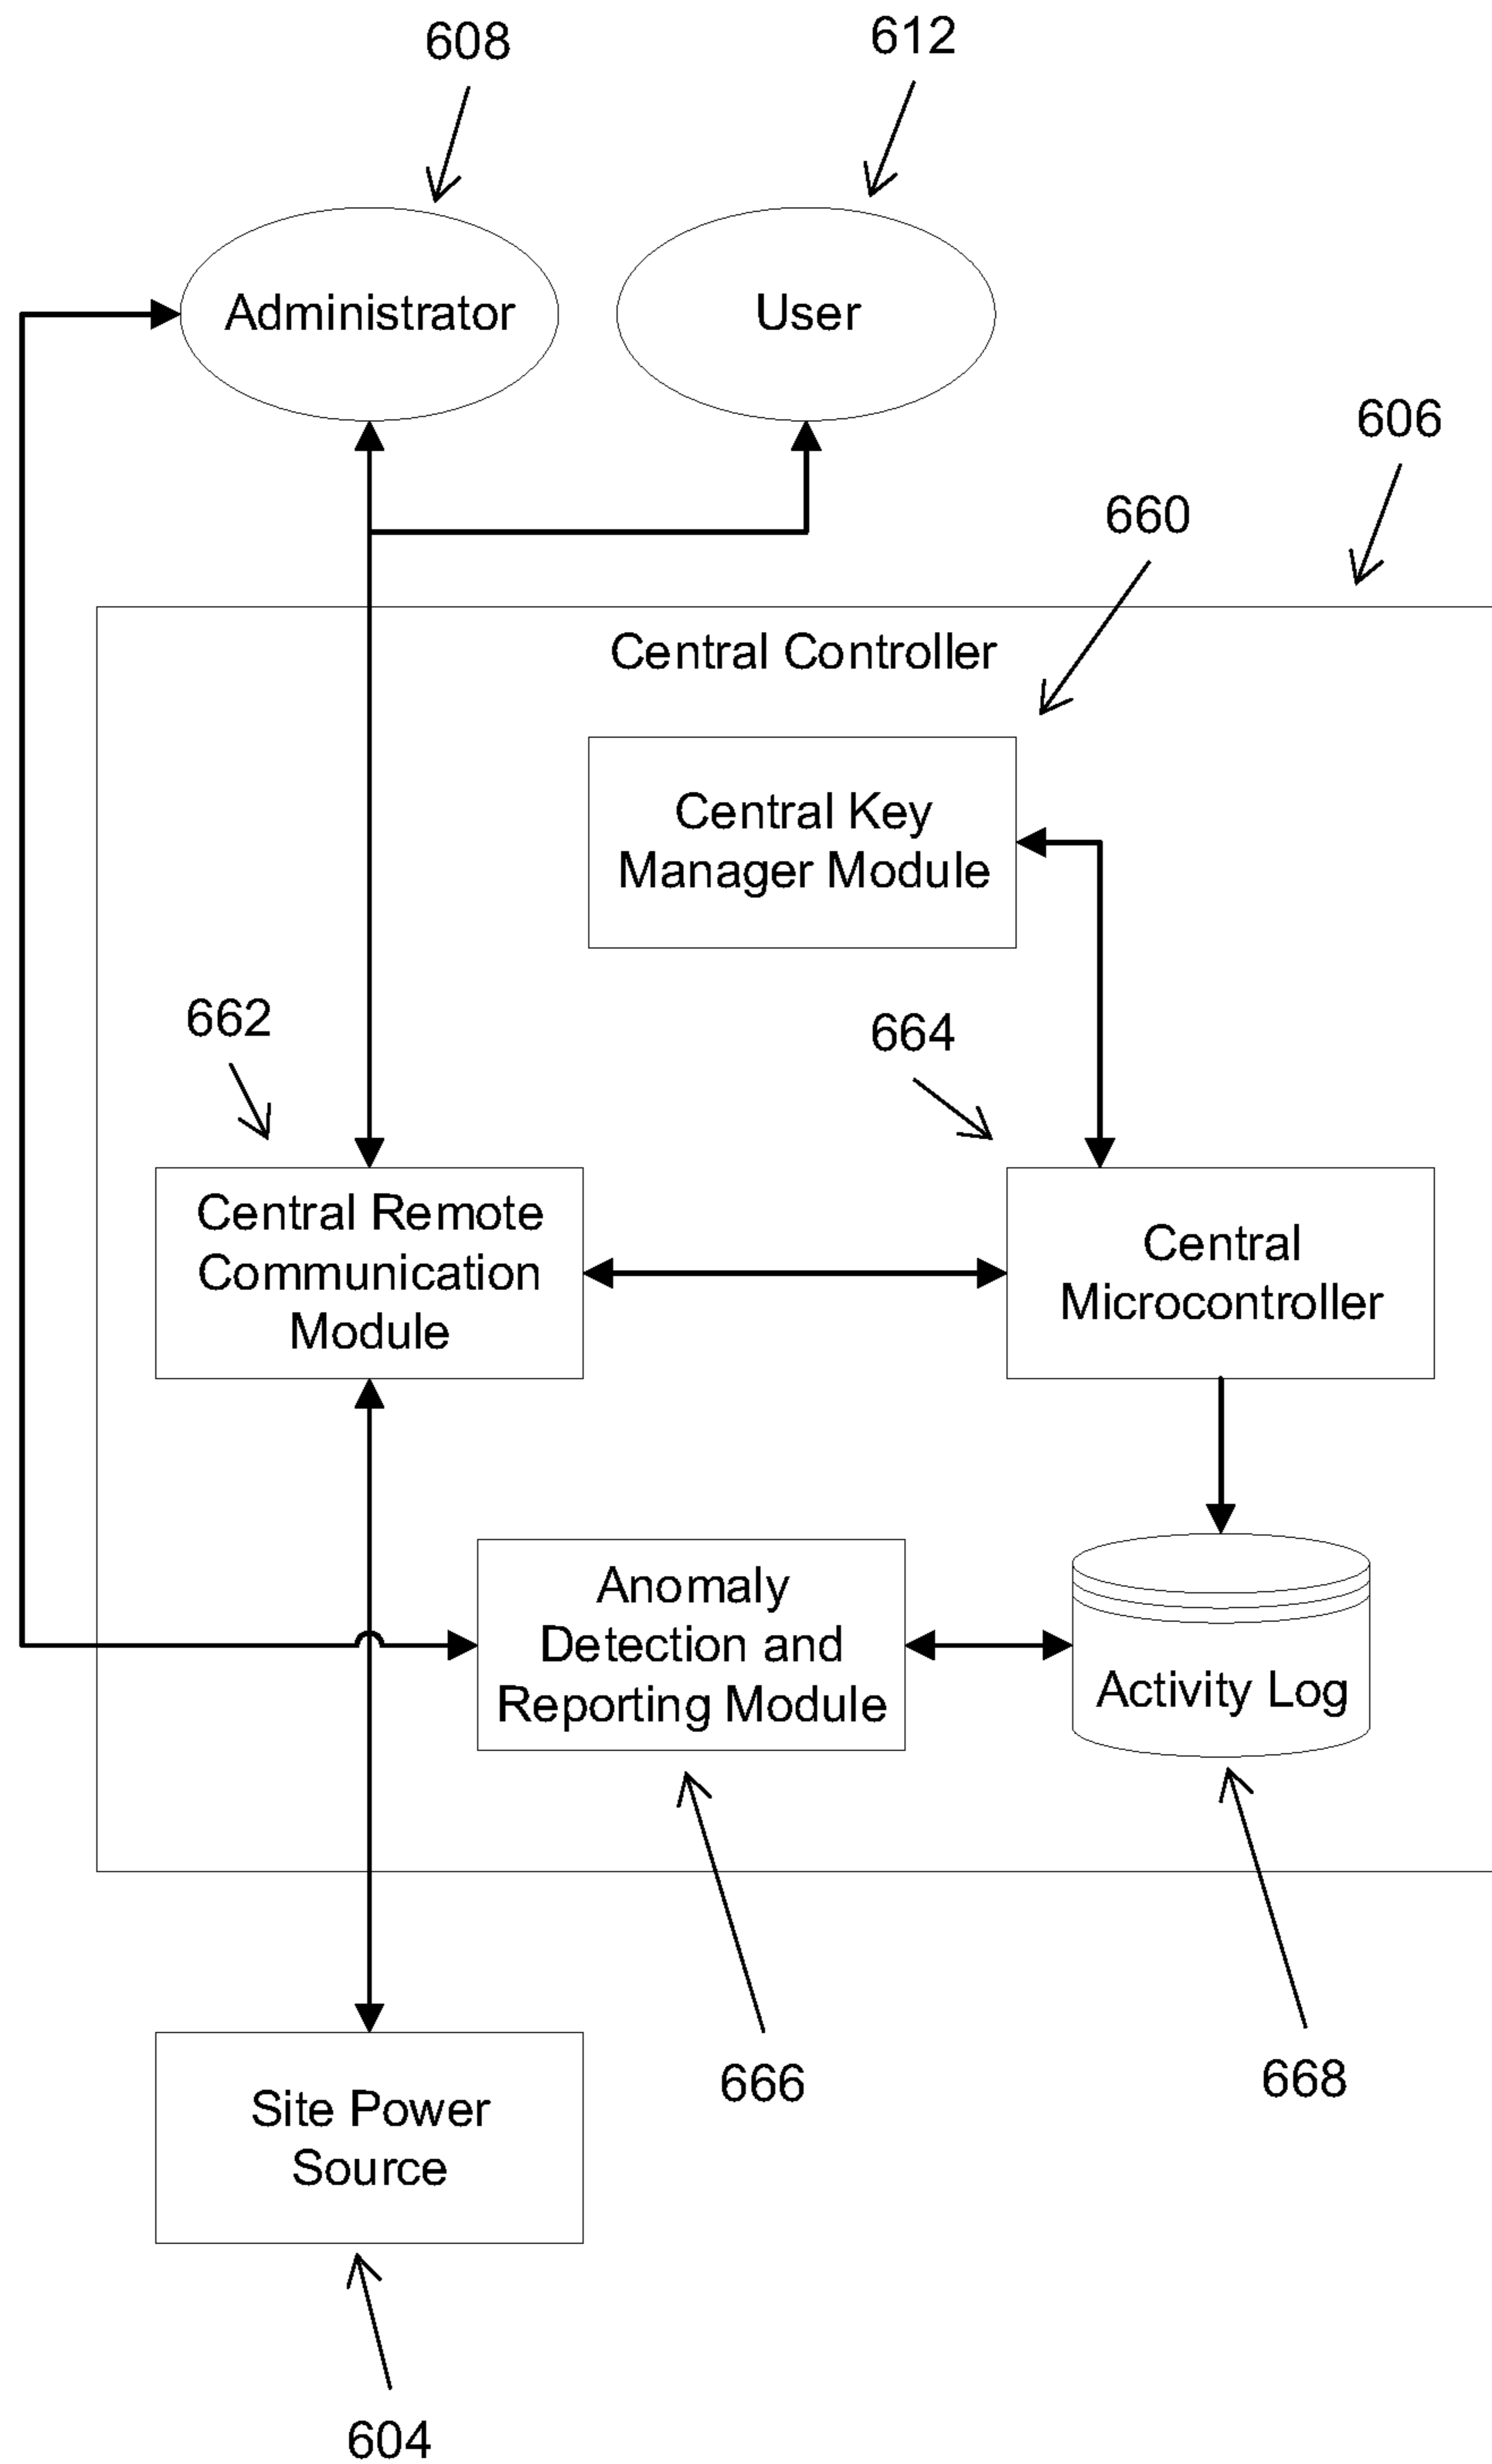 608
612
Administrator
User
606
660
Central Controller
Central Key
Manager Module
662
664
Central Remote
Communication
Module
Central
Microcontroller
Anomaly
Detection and
Reporting Module
Activity Log
666
668
Site Power
Source
604